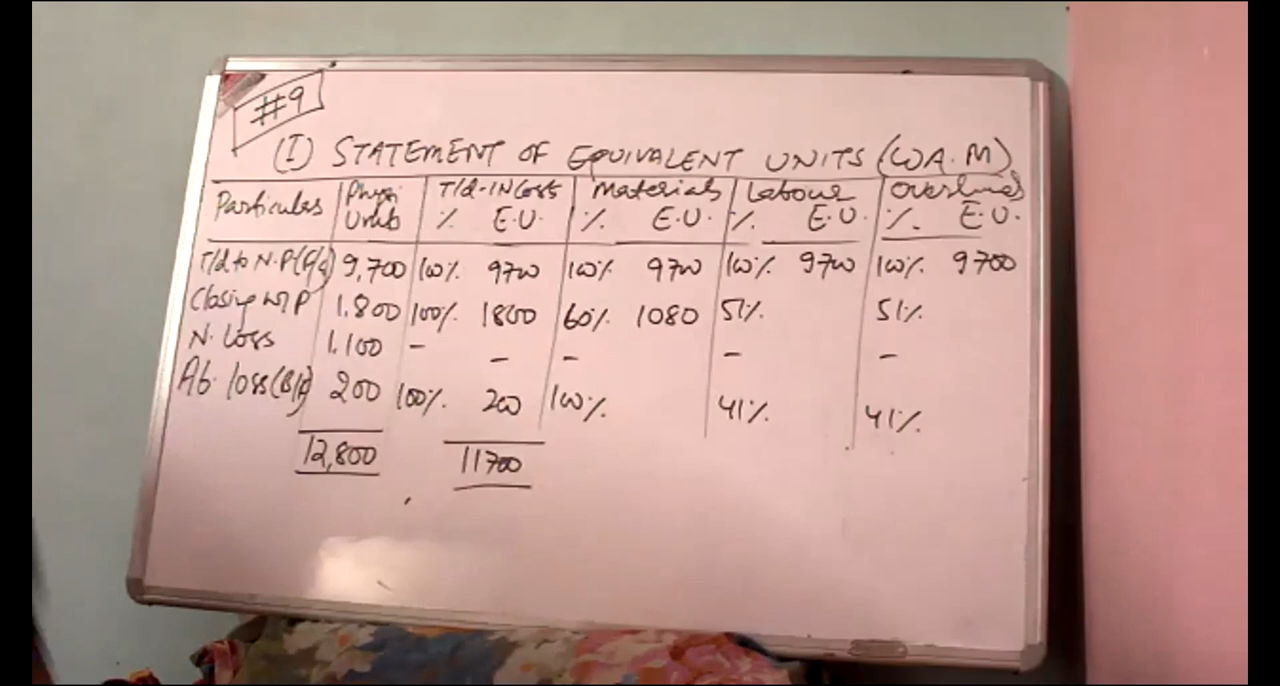 #9
(I) STATEMENT OF EQUIVALENT UNITS (W.A.M)
Particulars Physi Units T/d-IN Cost % E.U. Materials % E.U. Labour % E.U. Overheads % E.U.
T/d to N.P 9,700 100% 9700 100% 9700 100% 9700 100% 9700
Closing WIP 1,800 100% 1800 60% 1080 51% 51%
N. Loss 1,100 - - - - -
Ab. loss 200 100% 200 100% 41% 41%
12,800 11700